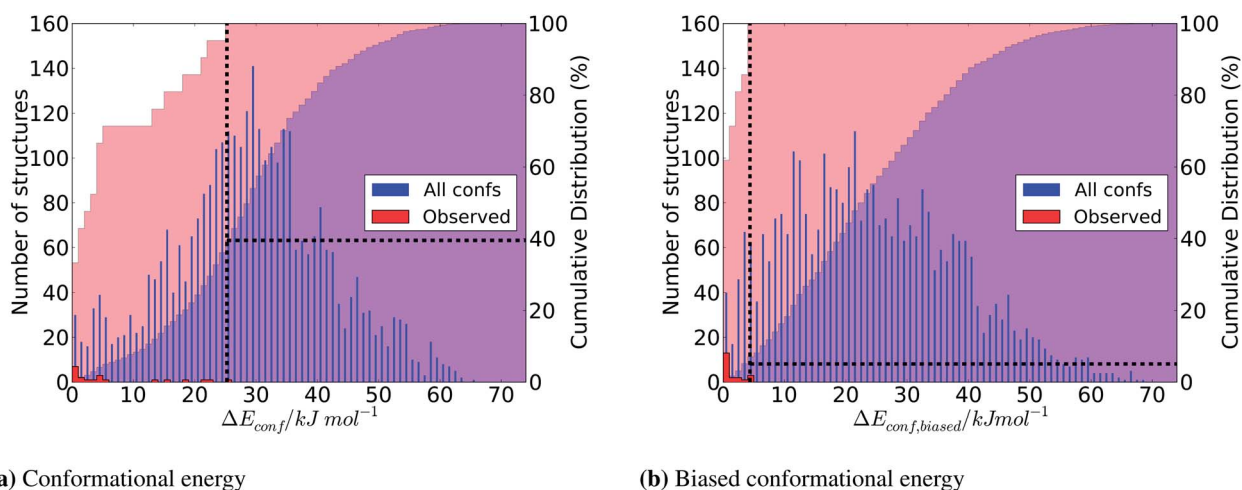 160
140
120
100
80
60
40
20
0
Number of structures
100
80
60
40
20
0
Cumulative Distribution (%)
All confs
Observed
0 10 20 30 40 50 60 70
ΔE_conf/kJ mol⁻¹
a) Conformational energy
160
140
120
100
80
60
40
20
0
Number of structures
100
80
60
40
20
0
Cumulative Distribution (%)
All confs
Observed
0 10 20 30 40 50 60 70
ΔE_conf,biased/kJmol⁻¹
(b) Biased conformational energy